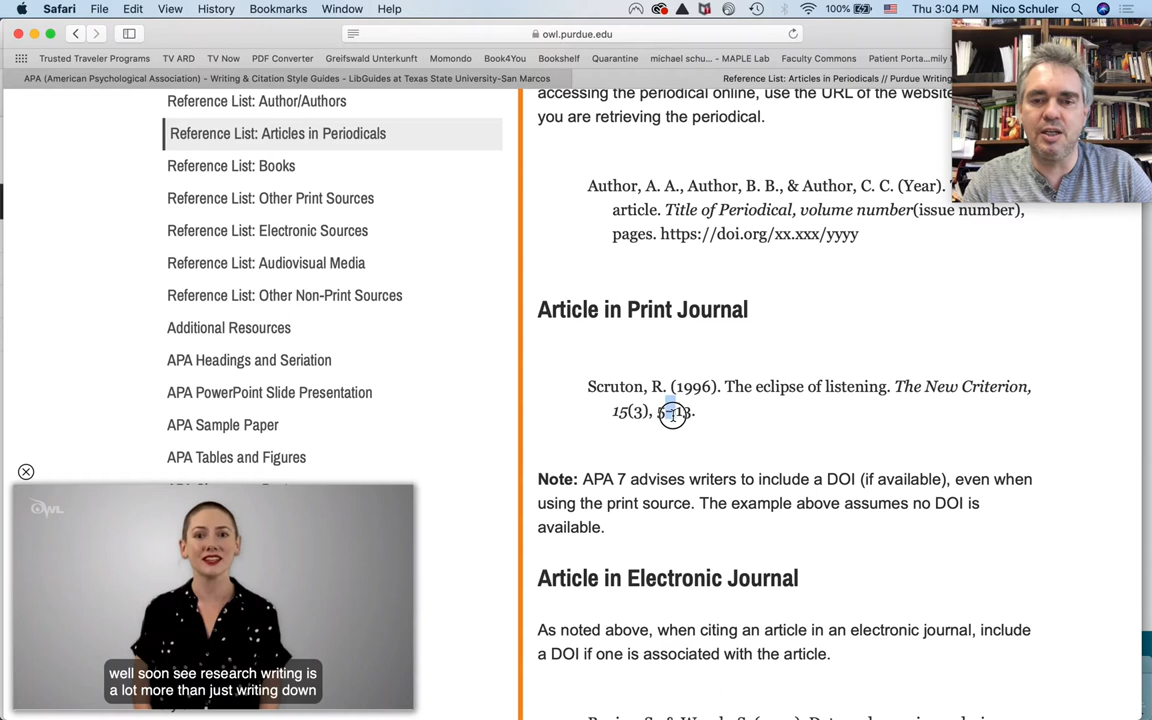 Safari File Edit View History Bookmarks Window Help 100% Thu 3:04 PM Nico Schuler
owl.purdue.edu
Trusted Traveler Programs TV ARD TV Now PDF Converter Greifswald Unterkunft Momondo Book4You Bookshelf Quarantine michael schu... - MAPLE Lab Faculty Commons Patient Porta...mily
APA (American Psychological Association) - Writing & Citation Style Guides - LibGuides at Texas State University-San Marcos
Reference List: Articles in Periodicals // Purdue Writing
Reference List: Author/Authors
Reference List: Articles in Periodicals
Reference List: Books
Reference List: Other Print Sources
Reference List: Electronic Sources
Reference List: Audiovisual Media
Reference List: Other Non-Print Sources
Additional Resources
APA Headings and Seriation
APA PowerPoint Slide Presentation
APA Sample Paper
APA Tables and Figures
accessing the periodical online, use the URL of the website
you are retrieving the periodical.
Author, A. A., Author, B. B., & Author, C. C. (Year).
article. Title of Periodical, volume number(issue number),
pages. https://doi.org/xx.xxx/yyyy
Article in Print Journal
Scruton, R. (1996). The eclipse of listening. The New Criterion,
15(3), 5–13.
Note: APA 7 advises writers to include a DOI (if available), even when
using the print source. The example above assumes no DOI is
available.
Article in Electronic Journal
As noted above, when citing an article in an electronic journal, include
a DOI if one is associated with the article.
OWL
well soon see research writing is
a lot more than just writing down